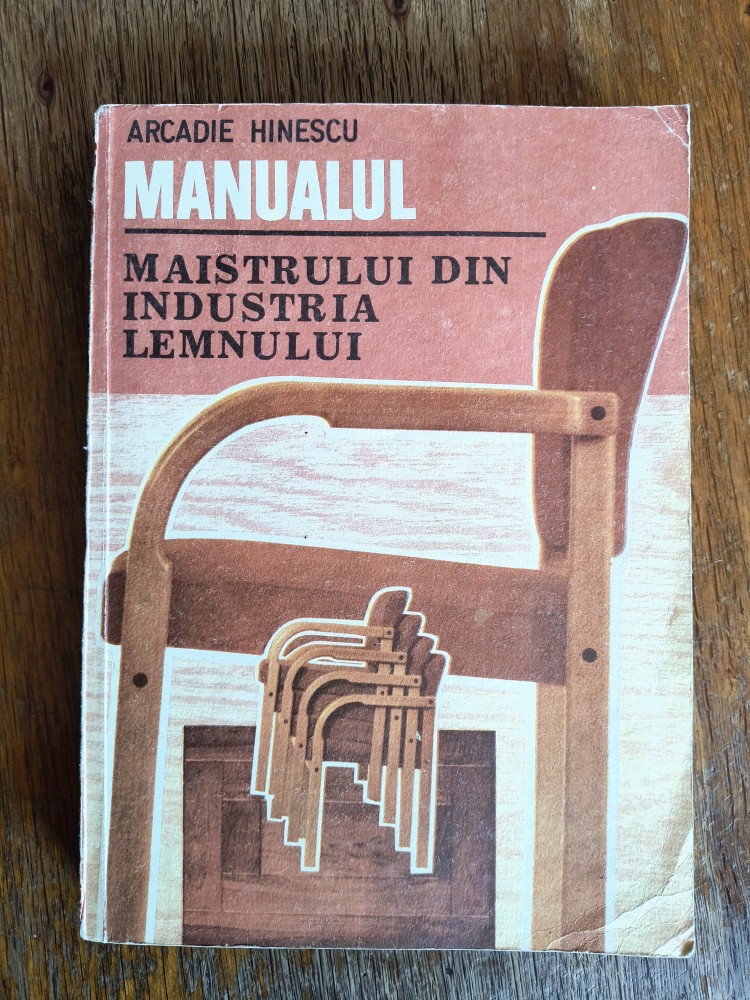 ARCADIE HINESCU
MANUALUL
MAISTRULUI DIN
INDUSTRIA
LEMNULUI